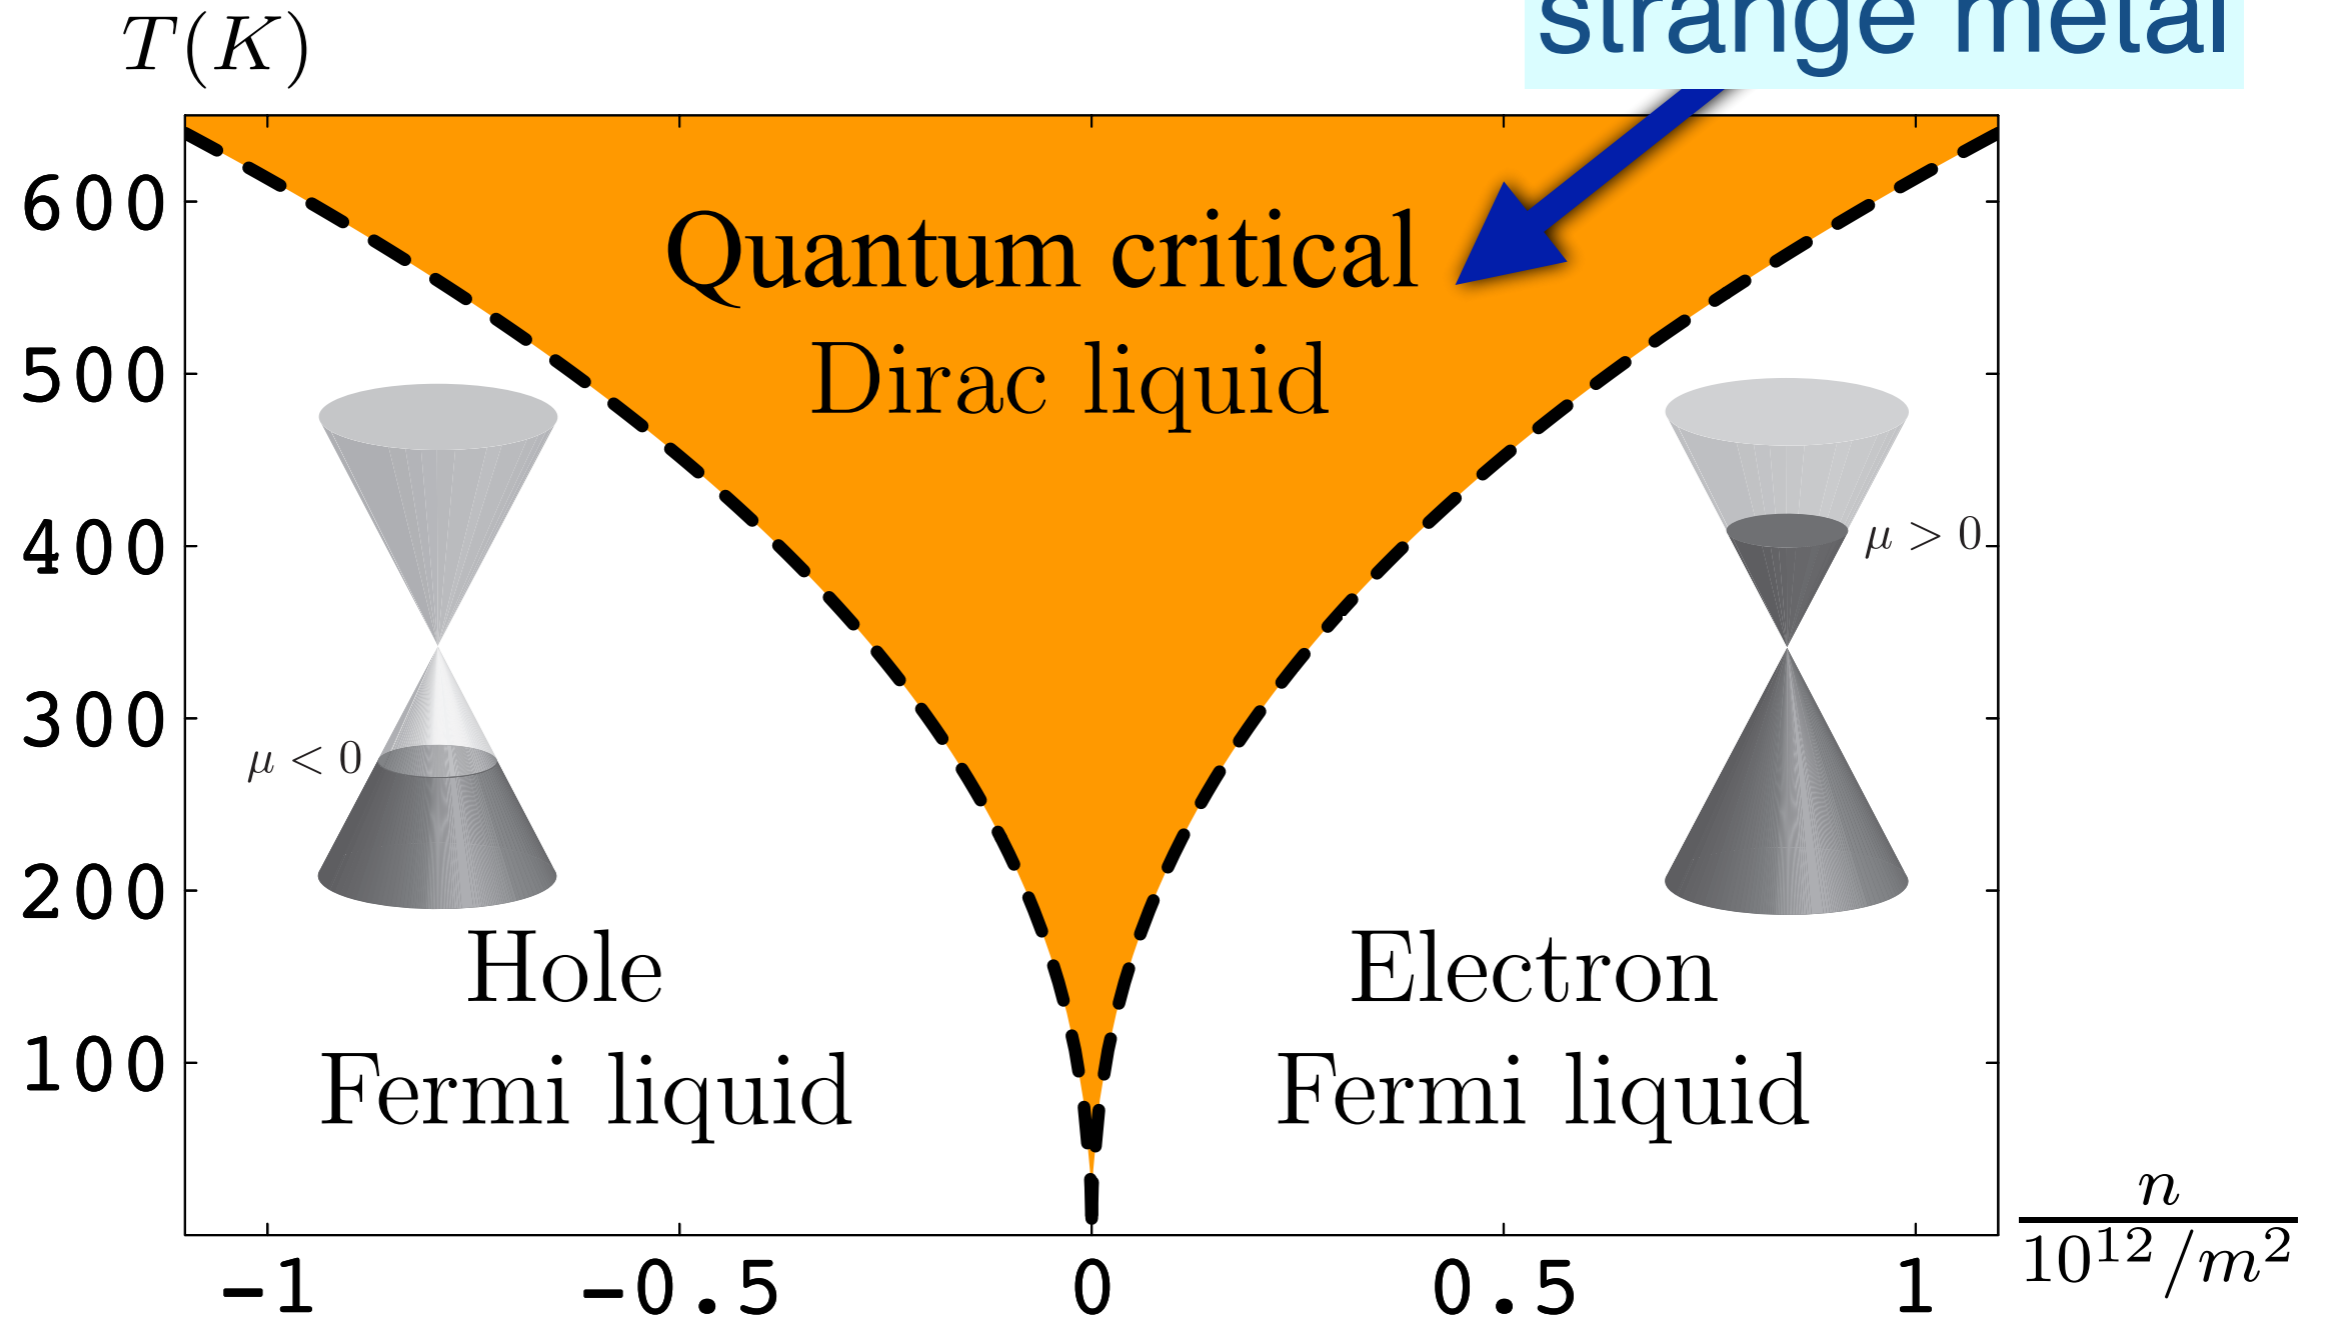 strange metal
T(K)
600
500
400
300
200
100
Quantum critical
Dirac liquid
μ < 0
μ > 0
Hole
Fermi liquid
Electron
Fermi liquid
−1
−0.5
0
0.5
1
n
10¹²/m²